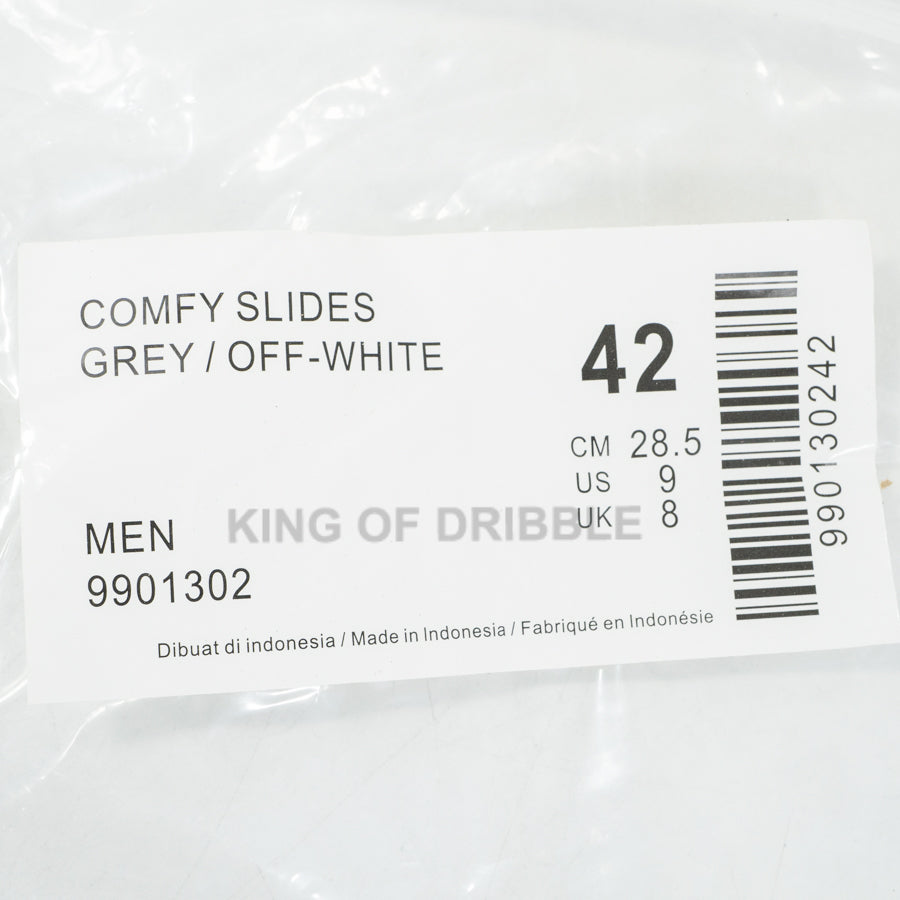 COMFY SLIDES
GREY / OFF-WHITE
42
CM 28.5
US 9
UK 8
990130242
MEN
KING OF DRIBBLE
9901302
Dibuat di indonesia / Made in Indonesia / Fabriqué en Indonésie